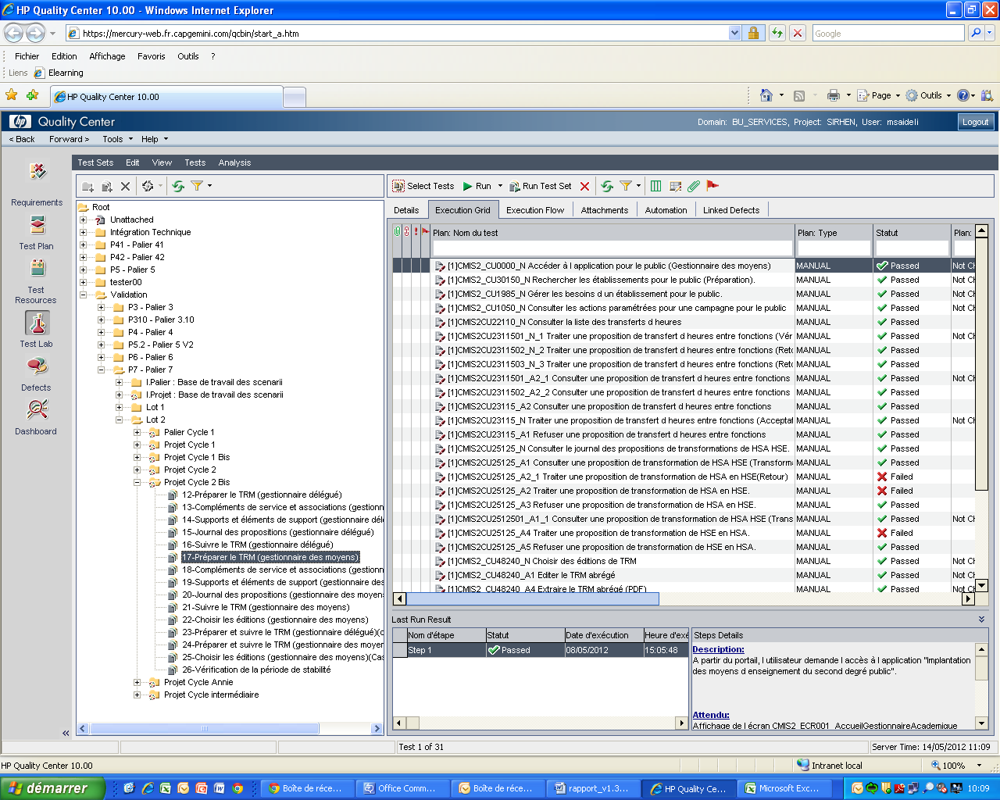 HP Quality Center 10.00 - Windows Internet Explorer
https://mercury-web.fr.capgemini.com/qcbin/start_a.htm
Google
Fichier Edition Affichage Favoris Outils ?
Liens Elearning
HP Quality Center 10.00
Page Outils
hp Quality Center
Domain: BU_SERVICES, Project: SIRHEN, User: msaideli
Logout
< Back Forward > Tools Help
Test Sets Edit View Tests Analysis
Requirements
Test Plan
Test Resources
Test Lab
Defects
Dashboard
Root
Unattached
Intégration Technique
P41 - Palier 41
P42 - Palier 42
P5 - Palier 5
tester00
Validation
P3 - Palier 3
P310 - Palier 3.10
P4 - Palier 4
P5.2 - Palier 5 V2
P6 - Palier 6
P7 - Palier 7
I.Palier : Base de travail des scenarii
I.Projet : Base de travail des scenarii
Lot 1
Lot 2
Palier Cycle 1
Projet Cycle 1
Projet Cycle 1 Bis
Projet Cycle 2
Projet Cycle 2 Bis
12-Préparer le TRM (gestionnaire délégué)
13-Compléments de service et associations (gestionn
14-Supports et éléments de support (gestionnaire dél
15-Journal des propositions (gestionnaire délégué)
16-Suivre le TRM (gestionnaire délégué)
17-Préparer le TRM (gestionnaire des moyens)
18-Compléments de service et associations (gestionn
19-Supports et éléments de support (gestionnaire des
20-Journal des propositions (gestionnaire des moyens
21-Suivre le TRM (gestionnaire des moyens)
22-Choisir les éditions (gestionnaire des moyens)
23-Préparer et suivre le TRM (gestionnaire délégué)(c
24-Préparer et suivre le TRM (gestionnaire des moyer
25-Choisir les éditions (gestionnaire des moyens)(Cas
26-Vérification de la période de stabilité
Projet Cycle Annie
Projet Cycle intermédiaire
Select Tests Run Run Test Set
Details Execution Grid Execution Flow Attachments Automation Linked Defects
Plan: Nom du test Plan: Type Statut Plan:
[1]CMIS2_CU0000_N Accéder à l application pour le public (Gestionnaire des moyens) MANUAL Passed Not Ch
[1]CMIS2_CU30150_N Rechercher les établissements pour le public (Préparation). MANUAL Passed Not Ch
[1]CMIS2_CU1985_N Gérer les besoins d un établissement pour le public. MANUAL Passed Not Ch
[1]CMIS2_CU1050_N Consulter les actions paramétrées pour une campagne pour le public MANUAL Passed Not Ch
[1]CMIS2CU22110_N Consulter la liste des transferts d heures MANUAL Passed
[1]CMIS2CU2311501_N_1 Traiter une proposition de transfert d heures entre fonctions (Vér MANUAL Passed Not Ch
[1]CMIS2CU2311502_N_2 Traiter une proposition de transfert d heures entre fonctions (Reto MANUAL Passed
[1]CMIS2CU2311503_N_3 Traiter une proposition de transfert d heures entre fonctions (Reto MANUAL Passed
[1]CMIS2CU2311501_A2_1 Consulter une proposition de transfert d heures entre fonctions MANUAL Passed Not Ch
[1]CMIS2CU2311502_A2_2 Consulter une proposition de transfert d heures entre fonctions MANUAL Passed
[1]CMIS2CU23115_A2 Consulter une proposition de transfert d heures entre fonctions MANUAL Passed
[1]CMIS2CU23115_N Traiter une proposition de transfert d heures entre fonctions (Acceptat MANUAL Passed Not Ch
[1]CMIS2CU23115_A1 Refuser une proposition de transfert d heures entre fonctions MANUAL Passed
[1]CMIS2CU25125_N Consulter le journal des propositions de transformations de HSA HSE. MANUAL Passed
[1]CMIS2CU25125_A1 Consulter une proposition de transformation de HSA HSE (Transform MANUAL Passed
[1]CMIS2CU25125_A2_1 Traiter une proposition de transformation de HSA en HSE(Retour) MANUAL Failed
[1]CMIS2CU25125_A2 Traiter une proposition de transformation de HSA en HSE. MANUAL Failed
[1]CMIS2CU25125_A3 Refuser une proposition de transformation de HSA en HSE. MANUAL Passed
[1]CMIS2CU2512501_A1_1 Consulter une proposition de transformation de HSA HSE (Trans MANUAL Passed Not Ch
[1]CMIS2CU25125_A4 Traiter une proposition de transformation de HSE en HSA. MANUAL Failed
[1]CMIS2CU25125_A5 Refuser une proposition de transformation de HSE en HSA. MANUAL Passed
[1]CMIS2_CU48240_N Choisir des éditions de TRM MANUAL Passed Not Ch
[1]CMIS2_CU48240_A1 Editer le TRM abrégé MANUAL Passed Not Ch
[1]CMIS2_CU48240_A4 Extraire le TRM abrégé (PDF) MANUAL Passed Not Ch
Last Run Result
Nom d'étape Statut Date d'exécution Heure d'exé
Step 1 Passed 08/05/2012 15:05:48
Steps Details
Description:
A partir du portail, l utilisateur demande l accès à l application "Implantation
des moyens d enseignement du second degré public".
Attendu:
Affichage de l écran CMIS2_ECR001_AccueilGestionnaireAcademique
Test 1 of 31
Server Time: 14/05/2012 11:09
HP Quality Center 10.00
Intranet local
100%
démarrer
Boîte de réce...
Office Comm...
Boîte de réce...
rapport_v1.3...
HP Quality Ce...
Microsoft Exc...
10:09